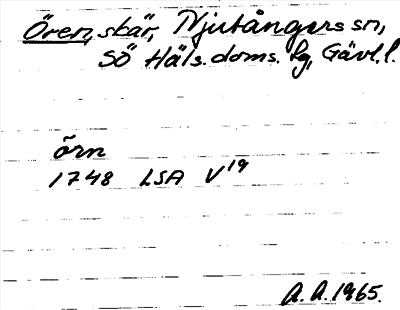 Ören, skär, Njutångers sn,
Sö Häls. doms. lg, Gävl. l.
örn
1748 LSA V¹⁹
A. A. 1965.